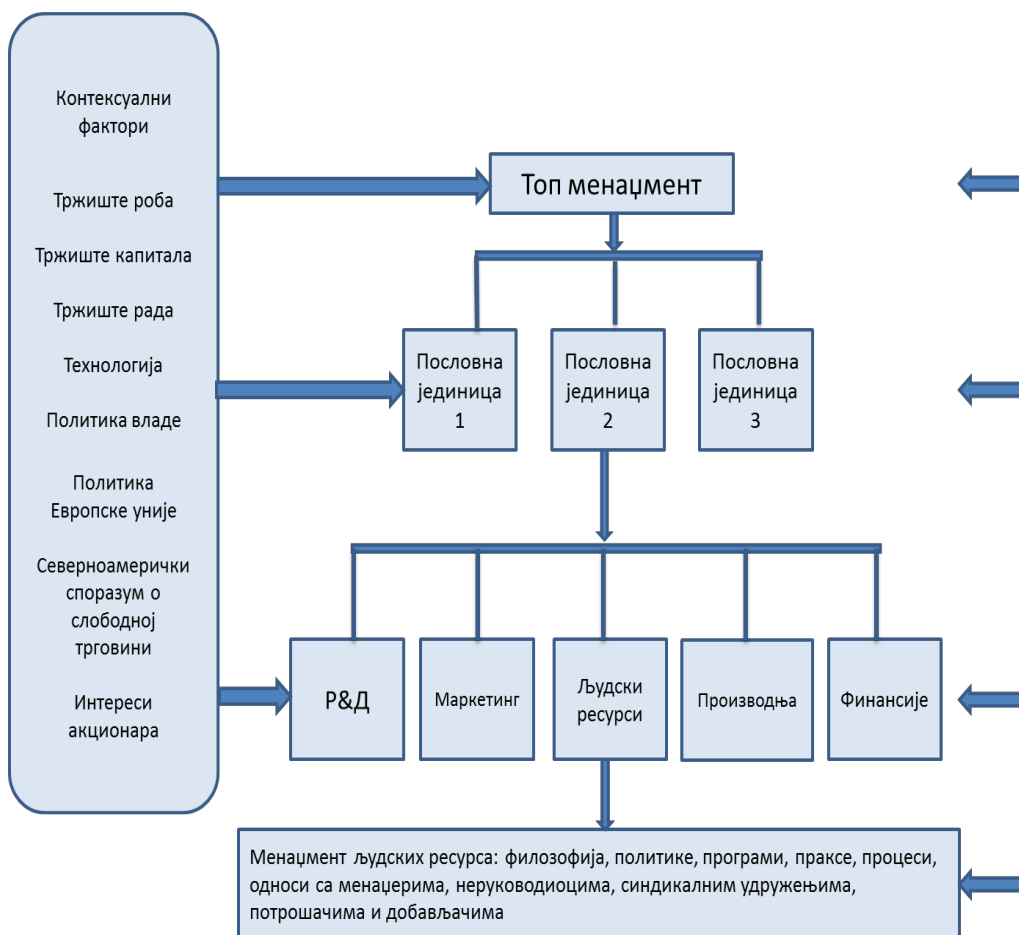 Контексуални
фактори
Тржиште роба
Тржиште капитала
Тржиште рада
Технологија
Политика владе
Политика
Европске уније
Северноамерички
споразум о
слободној
трговини
Интереси
акционара
Топ менаџмент
Пословна
јединица
1
Пословна
јединица
2
Пословна
јединица
3
Р&Д
Маркетинг
Људски
ресурси
Производња
Финансије
Менаџмент људских ресурса: филозофија, политике, програми, праксе, процеси,
односи са менаџерима, неруководиоцима, синдикалним удружењима,
потрошачима и добављачима